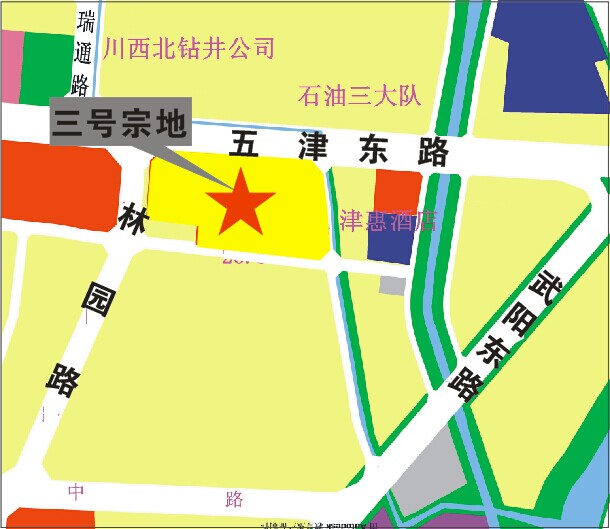 瑞通路
川西北钻井公司
石油三大队
三号宗地
五津东路
林园路
津惠酒店
武阳东路
中路